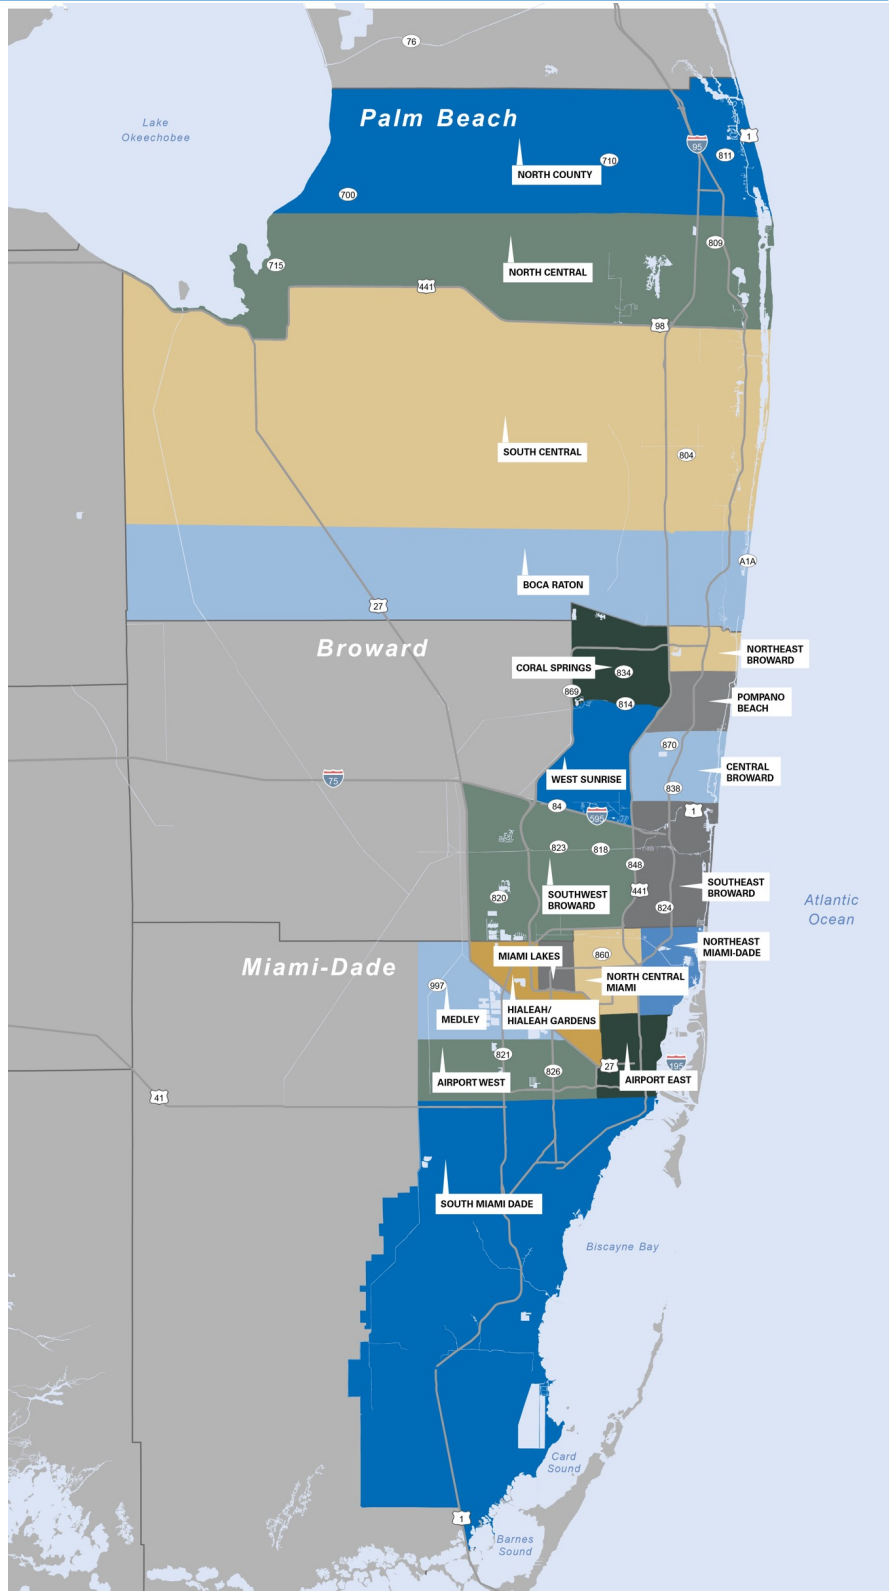 76
Lake
Okeechobee
Palm Beach
1
95
811
710
NORTH COUNTY
700
809
715
NORTH CENTRAL
441
98
SOUTH CENTRAL
804
A1A
BOCA RATON
27
Broward
NORTHEAST
BROWARD
CORAL SPRINGS
834
869
814
POMPANO
BEACH
870
CENTRAL
BROWARD
WEST SUNRISE
75
838
84
595
1
823
818
848
SOUTHEAST
BROWARD
441
820
SOUTHWEST
BROWARD
824
Atlantic
Ocean
NORTHEAST
MIAMI-DADE
MIAMI LAKES
860
Miami-Dade
NORTH CENTRAL
MIAMI
997
HIALEAH/
HIALEAH GARDENS
MEDLEY
821
826
27
195
AIRPORT WEST
AIRPORT EAST
41
SOUTH MIAMI DADE
Biscayne Bay
Card
Sound
1
Barnes
Sound